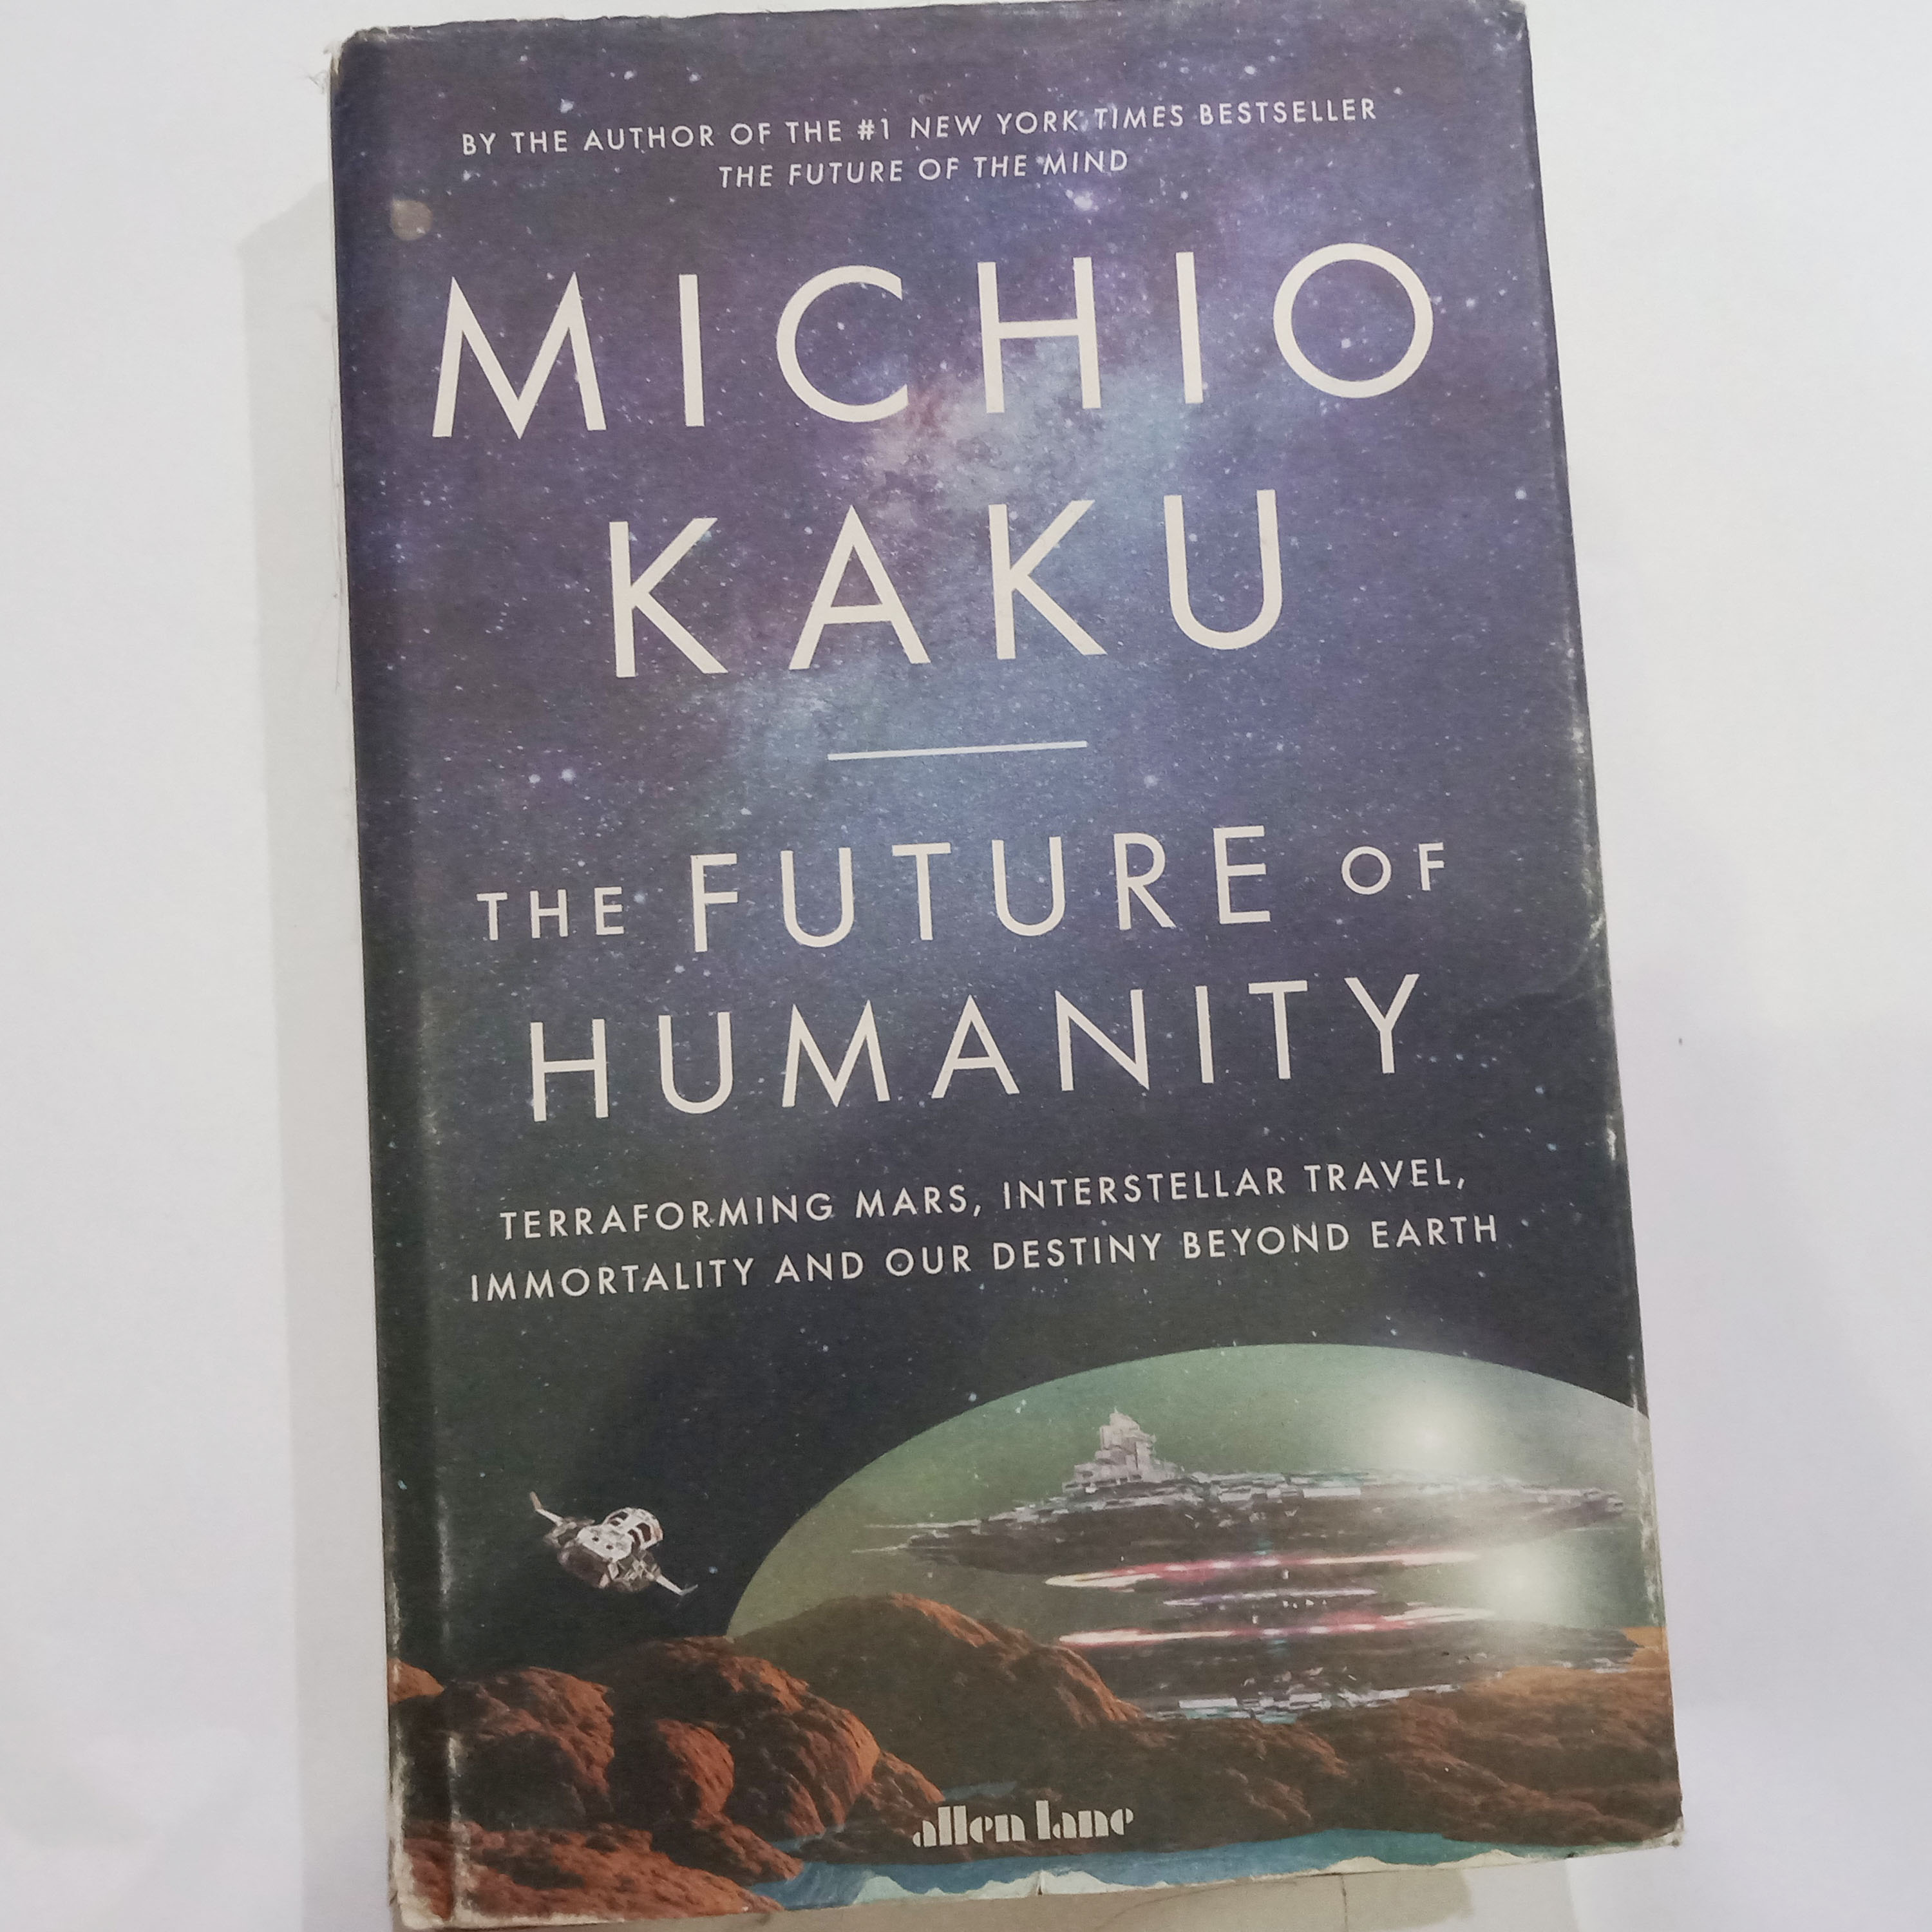 BY THE AUTHOR OF THE #1 NEW YORK TIMES BESTSELLER
THE FUTURE OF THE MIND
MICHIO
KAKU
THE FUTURE OF
HUMANITY
TERRAFORMING MARS, INTERSTELLAR TRAVEL,
IMMORTALITY AND OUR DESTINY BEYOND EARTH
allen lane